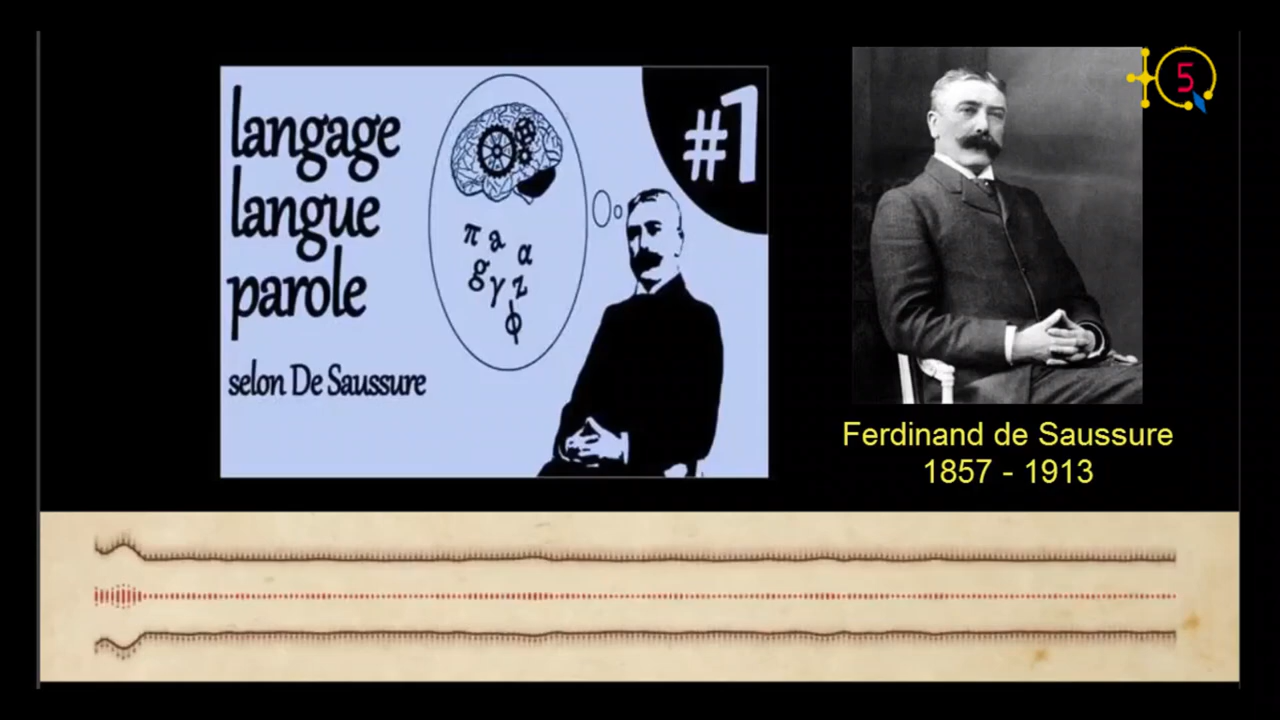 langage
langue
parole
selon De Saussure
π a α
g γ z
ϕ
#1
5
Ferdinand de Saussure
1857 - 1913